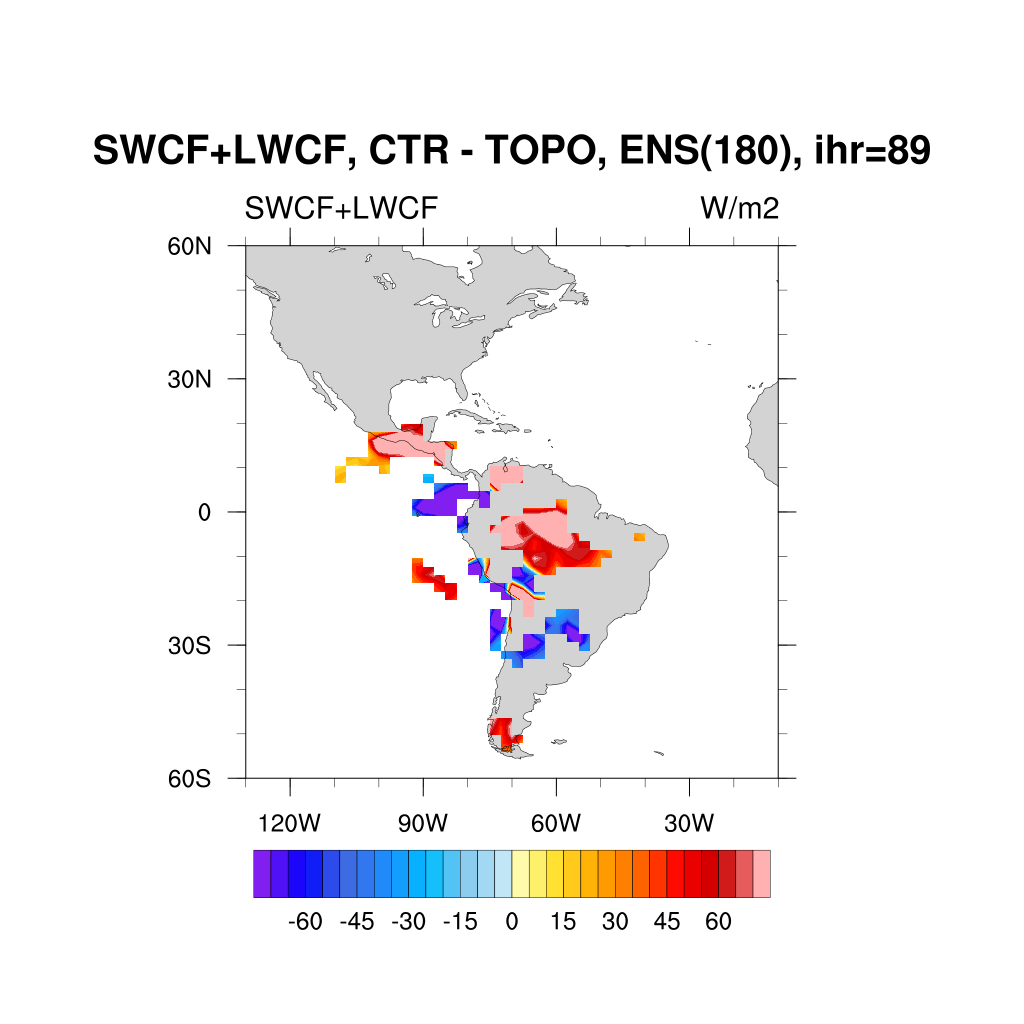 SWCF+LWCF, CTR - TOPO, ENS(180), ihr=89
SWCF+LWCF W/m2
60N
30N
0
30S
60S
120W 90W 60W 30W
-60 -45 -30 -15 0 15 30 45 60